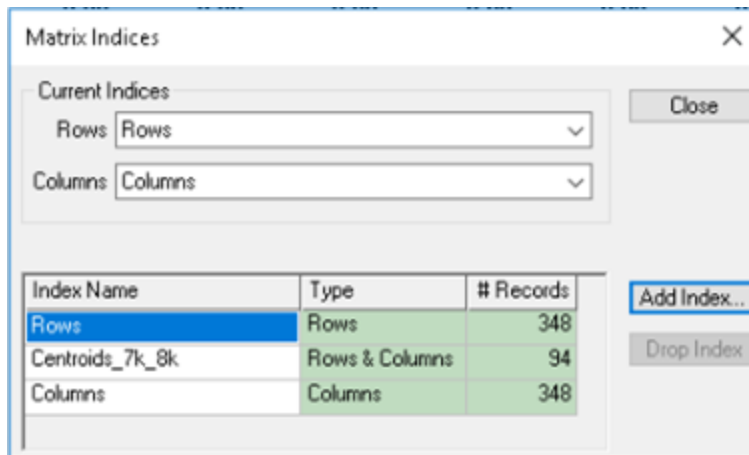 Matrix Indices
Current Indices
Rows Rows
Close
Columns Columns
Index Name Type # Records
Rows Rows 348
Add Index...
Centroids_7k_8k Rows & Columns 94
Drop Index
Columns Columns 348